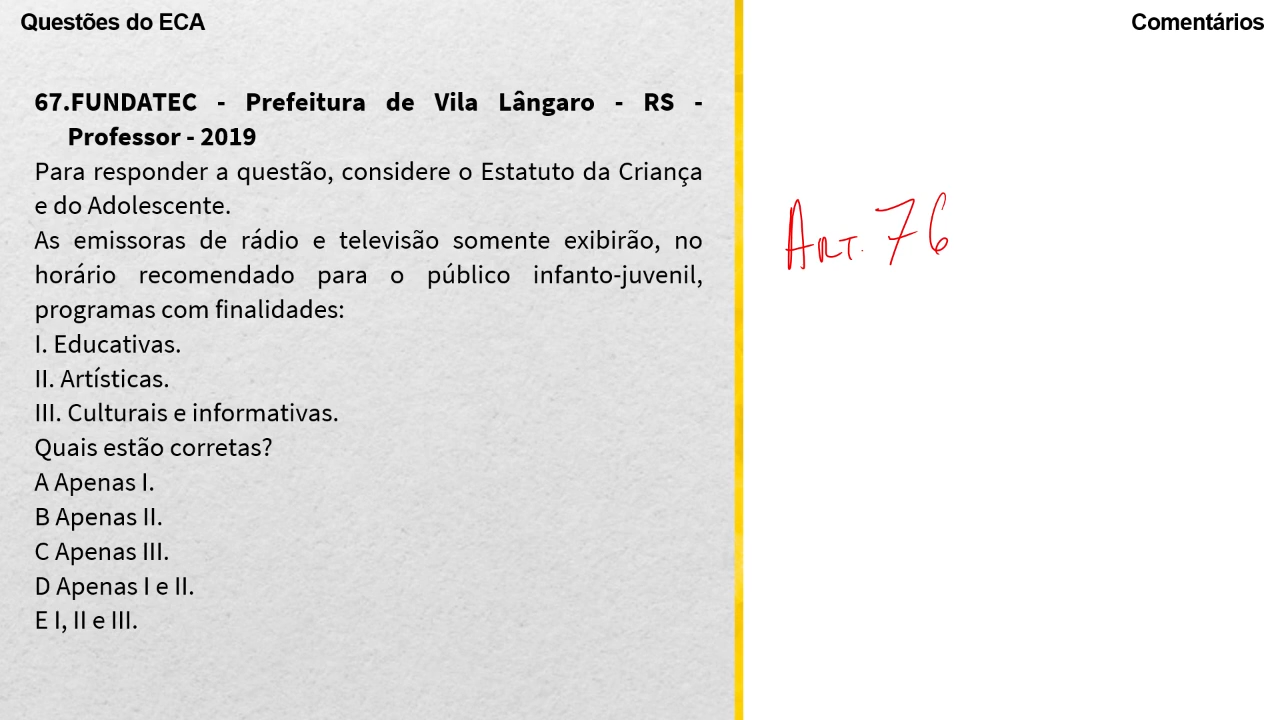 Questões do ECA
Comentários
67.FUNDATEC - Prefeitura de Vila Lângaro - RS -
Professor - 2019
Para responder a questão, considere o Estatuto da Criança
e do Adolescente.
As emissoras de rádio e televisão somente exibirão, no
horário recomendado para o público infanto-juvenil,
programas com finalidades:
I. Educativas.
II. Artísticas.
III. Culturais e informativas.
Quais estão corretas?
A Apenas I.
B Apenas II.
C Apenas III.
D Apenas I e II.
E I, II e III.
ART. 76